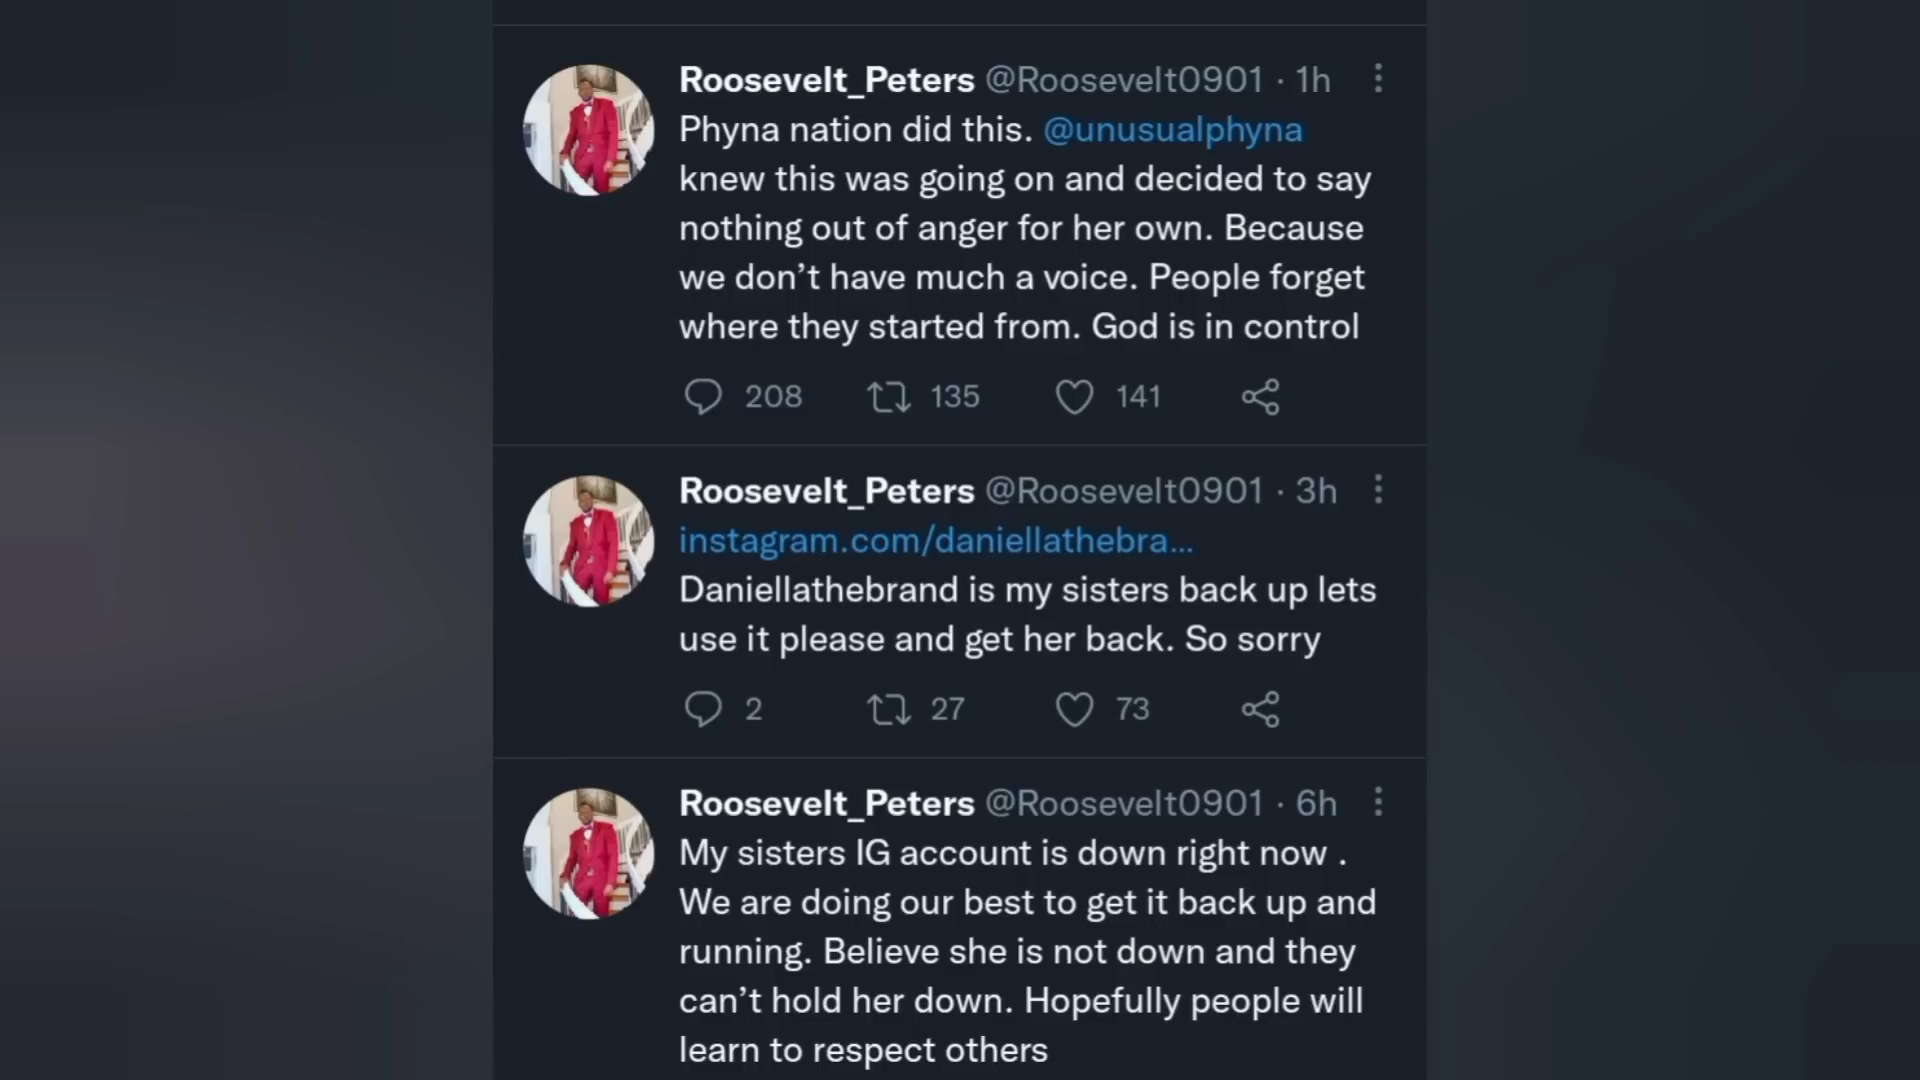 Roosevelt_Peters @Roosevelt0901 · 1h
Phyna nation did this. @unusualphyna
knew this was going on and decided to say
nothing out of anger for her own. Because
we don’t have much a voice. People forget
where they started from. God is in control
208 135 141
Roosevelt_Peters @Roosevelt0901 · 3h
instagram.com/daniellathebra...
Daniellathebrand is my sisters back up lets
use it please and get her back. So sorry
2 27 73
Roosevelt_Peters @Roosevelt0901 · 6h
My sisters IG account is down right now .
We are doing our best to get it back up and
running. Believe she is not down and they
can’t hold her down. Hopefully people will
learn to respect others